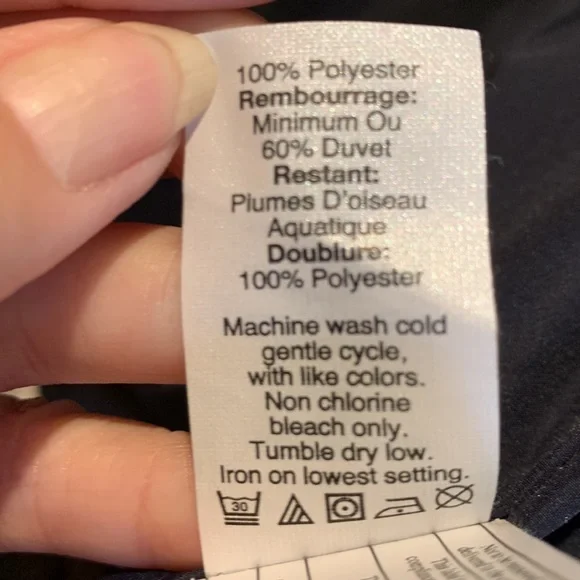 100% Polyester
Rembourrage:
Minimum Ou
60% Duvet
Restant:
Plumes D'oiseau
Aquatique
Doublure:
100% Polyester
Machine wash cold
gentle cycle,
with like colors.
Non chlorine
bleach only.
Tumble dry low.
Iron on lowest setting.
30